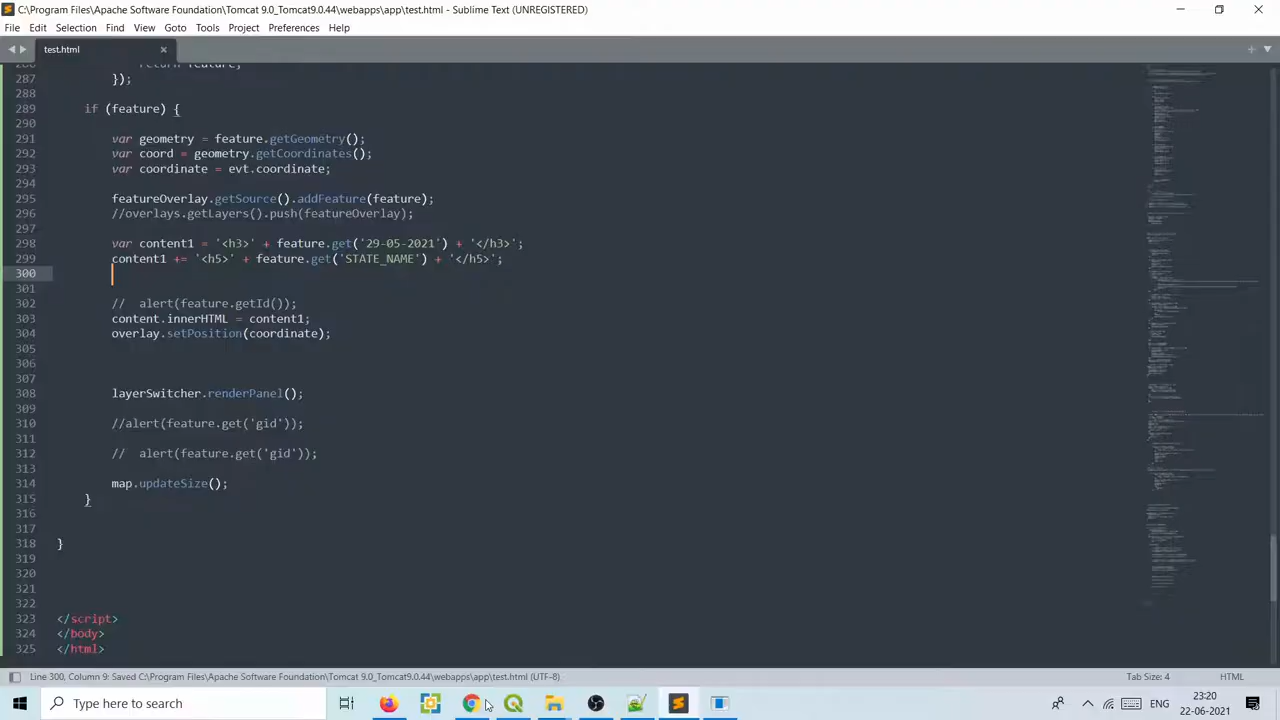 C:\Program Files\Apache Software Foundation\Tomcat 9.0_Tomcat9.0.44\webapps\app\test.html - Sublime Text (UNREGISTERED)
File Edit Selection Find View Goto Tools Project Preferences Help
test.html
286 return feature;
287 });
288
289 if (feature) {
290
291 var geometry = feature.getGeometry();
292 var coord = geometry.getCoordinates();
293 var coordinate = evt.coordinate;
294
295 featureOverlay.getSource().addFeature(feature);
296 //overlays.getLayers().push(featureOverlay);
297
298 var content1 = '<h3>' + feature.get('29-05-2021') + '</h3>';
299 content1 += '<h5>' + feature.get('STATE_NAME') + '</h5>';
300
301
302 // alert(feature.getId());
303 content.innerHTML = content1;
304 overlay.setPosition(coordinate);
305
306
307
308 layerSwitcher.renderPanel();
309
310 //alert(feature.get('gid'));
311
312 // alert(feature.get('gid'));
313
314 map.updateSize();
315 }
316
317
318 }
319
320
321
322
323 </script>
324 </body>
325 </html>
Line 300, Column 9: Saved C:\Program Files\Apache Software Foundation\Tomcat 9.0_Tomcat9.0.44\webapps\app\test.html (UTF-8) Tab Size: 4 HTML
Type here to search
23:20
22-06-2021